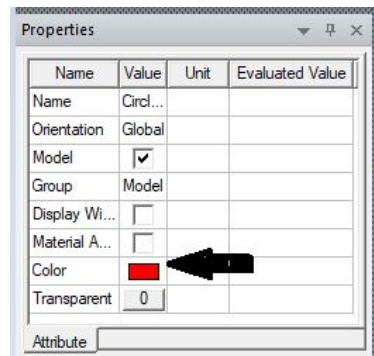 Properties
Name Value Unit Evaluated Value
Name Circl...
Orientation Global
Model
Group Model
Display Wi...
Material A...
Color
Transparent 0
Attribute